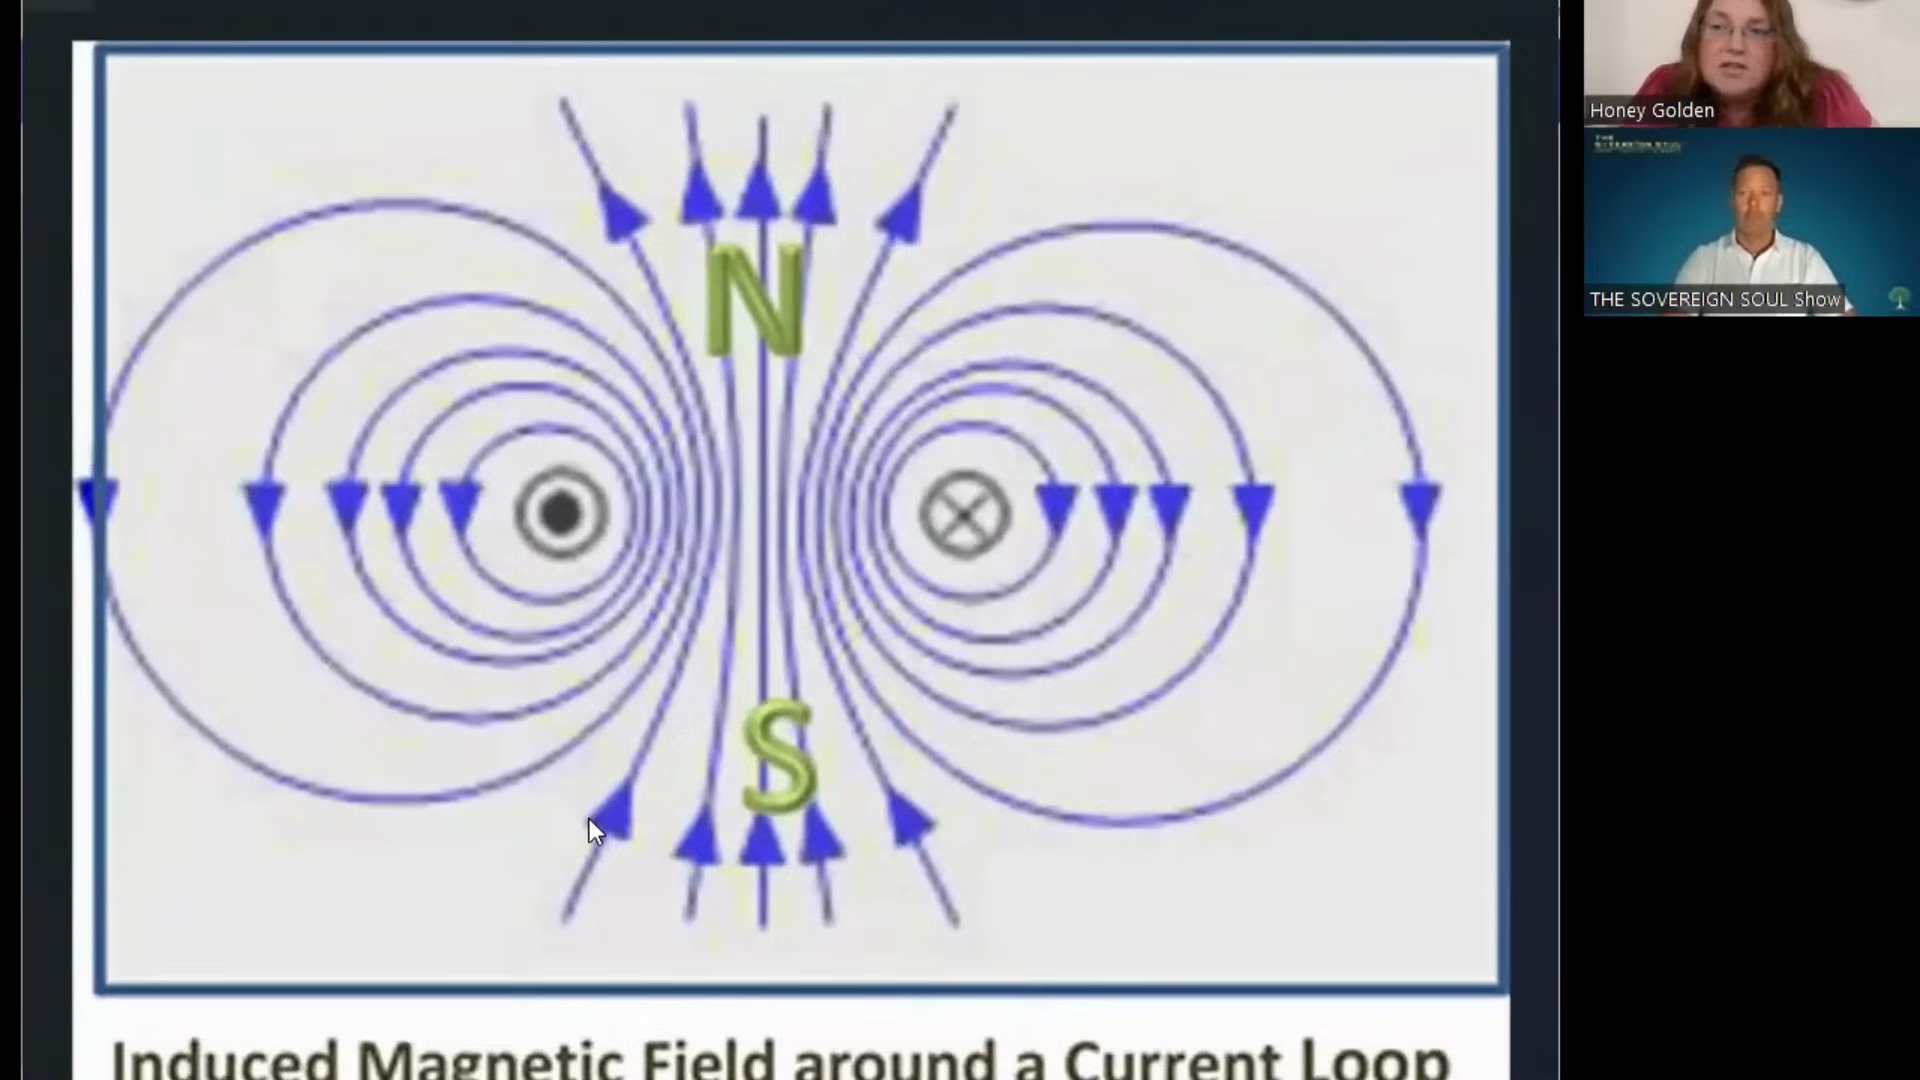 N
S
Induced Magnetic Field around a Current Loop
Honey Golden
THE SOVEREIGN SOUL Show